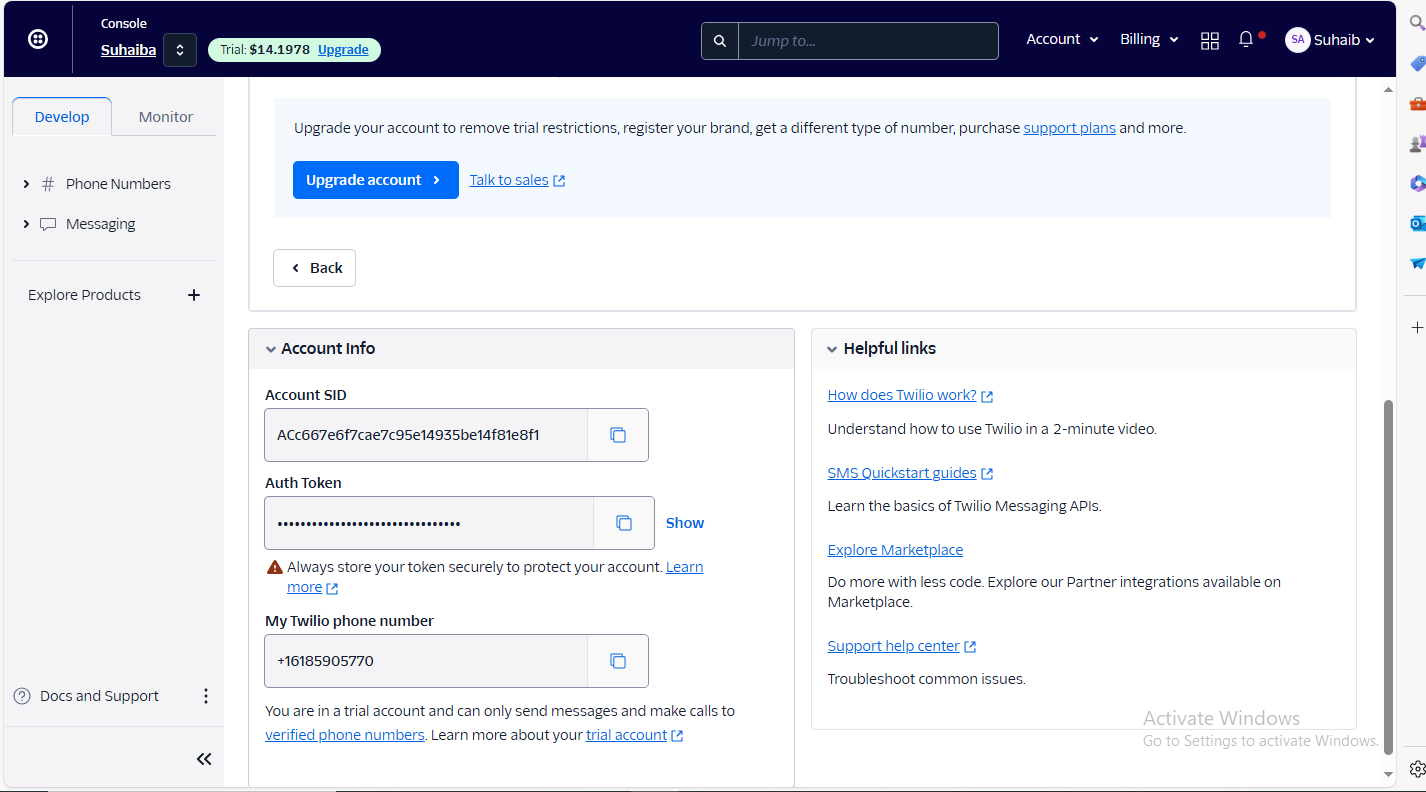 Console
Suhaiba
Trial: $14.1978 Upgrade
Jump to...
Account
Billing
SA Suhaib
Develop
Monitor
# Phone Numbers
Messaging
Explore Products +
Docs and Support
Upgrade your account to remove trial restrictions, register your brand, get a different type of number, purchase support plans and more.
Upgrade account
Talk to sales
Back
Account Info
Account SID
ACc667e6f7cae7c95e14935be14f81e8f1
Auth Token
••••••••••••••••••••••••••••••••
Show
Always store your token securely to protect your account. Learn
more
My Twilio phone number
+16185905770
You are in a trial account and can only send messages and make calls to
verified phone numbers. Learn more about your trial account
Helpful links
How does Twilio work?
Understand how to use Twilio in a 2-minute video.
SMS Quickstart guides
Learn the basics of Twilio Messaging APIs.
Explore Marketplace
Do more with less code. Explore our Partner integrations available on
Marketplace.
Support help center
Troubleshoot common issues.
Activate Windows
Go to Settings to activate Windows.